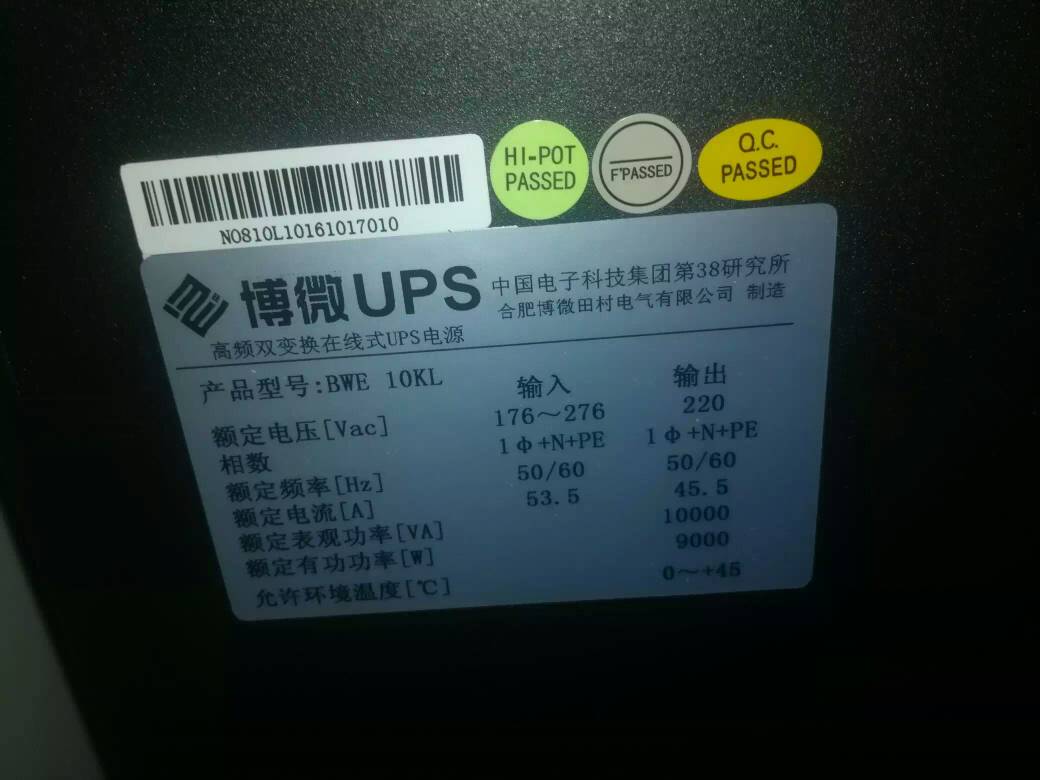 HI-POT
PASSED
F'PASSED
Q.C.
PASSED
NO810L10161017010
博微UPS
中国电子科技集团第38研究所
合肥博微田村电气有限公司 制造
高频双变换在线式UPS电源
产品型号:BWE 10KL
输入 输出
额定电压[Vac] 176～276 220
相数 1ф+N+PE 1ф+N+PE
额定频率[Hz] 50/60 50/60
额定电流[A] 53.5 45.5
额定表观功率[VA] 10000
额定有功功率[W] 9000
允许环境温度[℃] 0～+45